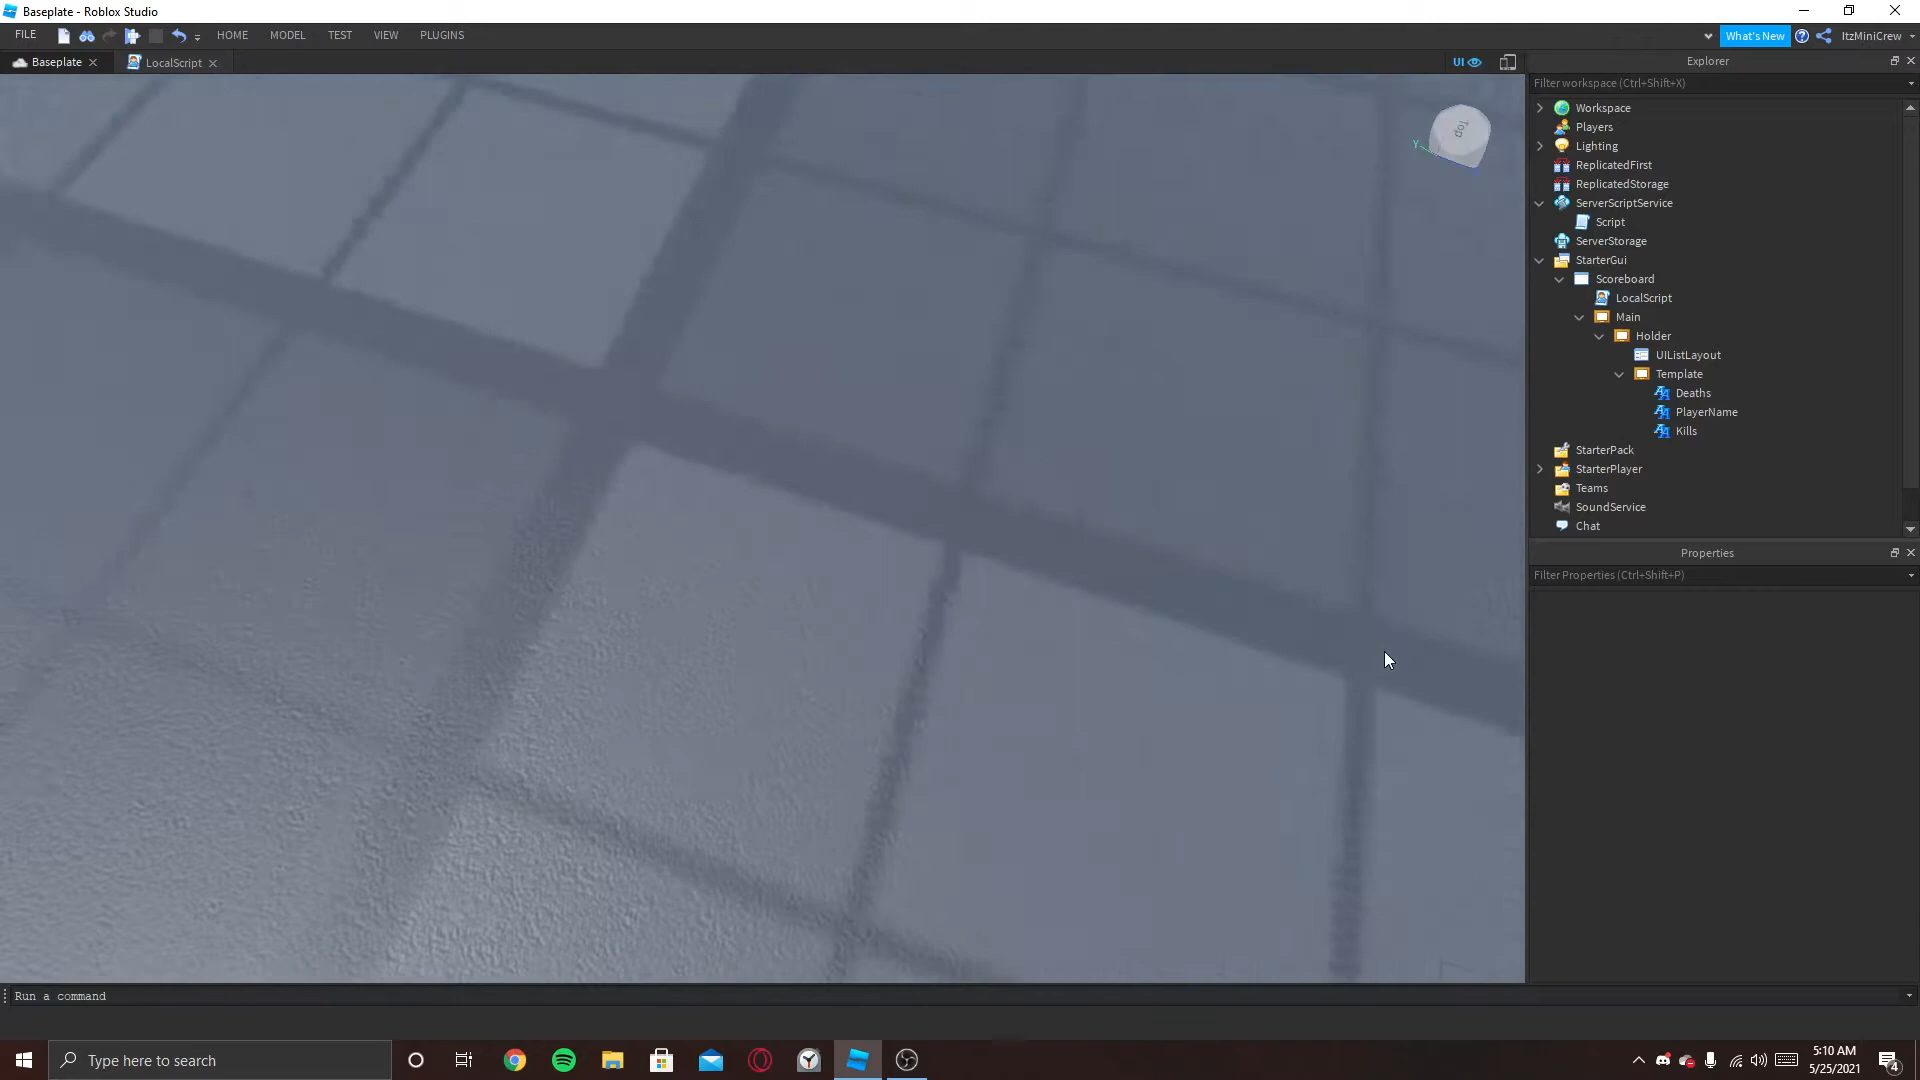 Baseplate - Roblox Studio
FILE HOME MODEL TEST VIEW PLUGINS What's New ItzMiniCrew
Baseplate LocalScript UI Explorer
Filter workspace (Ctrl+Shift+X)
Workspace
Players
Lighting
ReplicatedFirst
ReplicatedStorage
ServerScriptService
Script
ServerStorage
StarterGui
Scoreboard
LocalScript
Main
Holder
UIListLayout
Template
Deaths
PlayerName
Kills
StarterPack
StarterPlayer
Teams
SoundService
Chat
Top
Y
Properties
Filter Properties (Ctrl+Shift+P)
Run a command
Type here to search
5:10 AM
5/25/2021
4